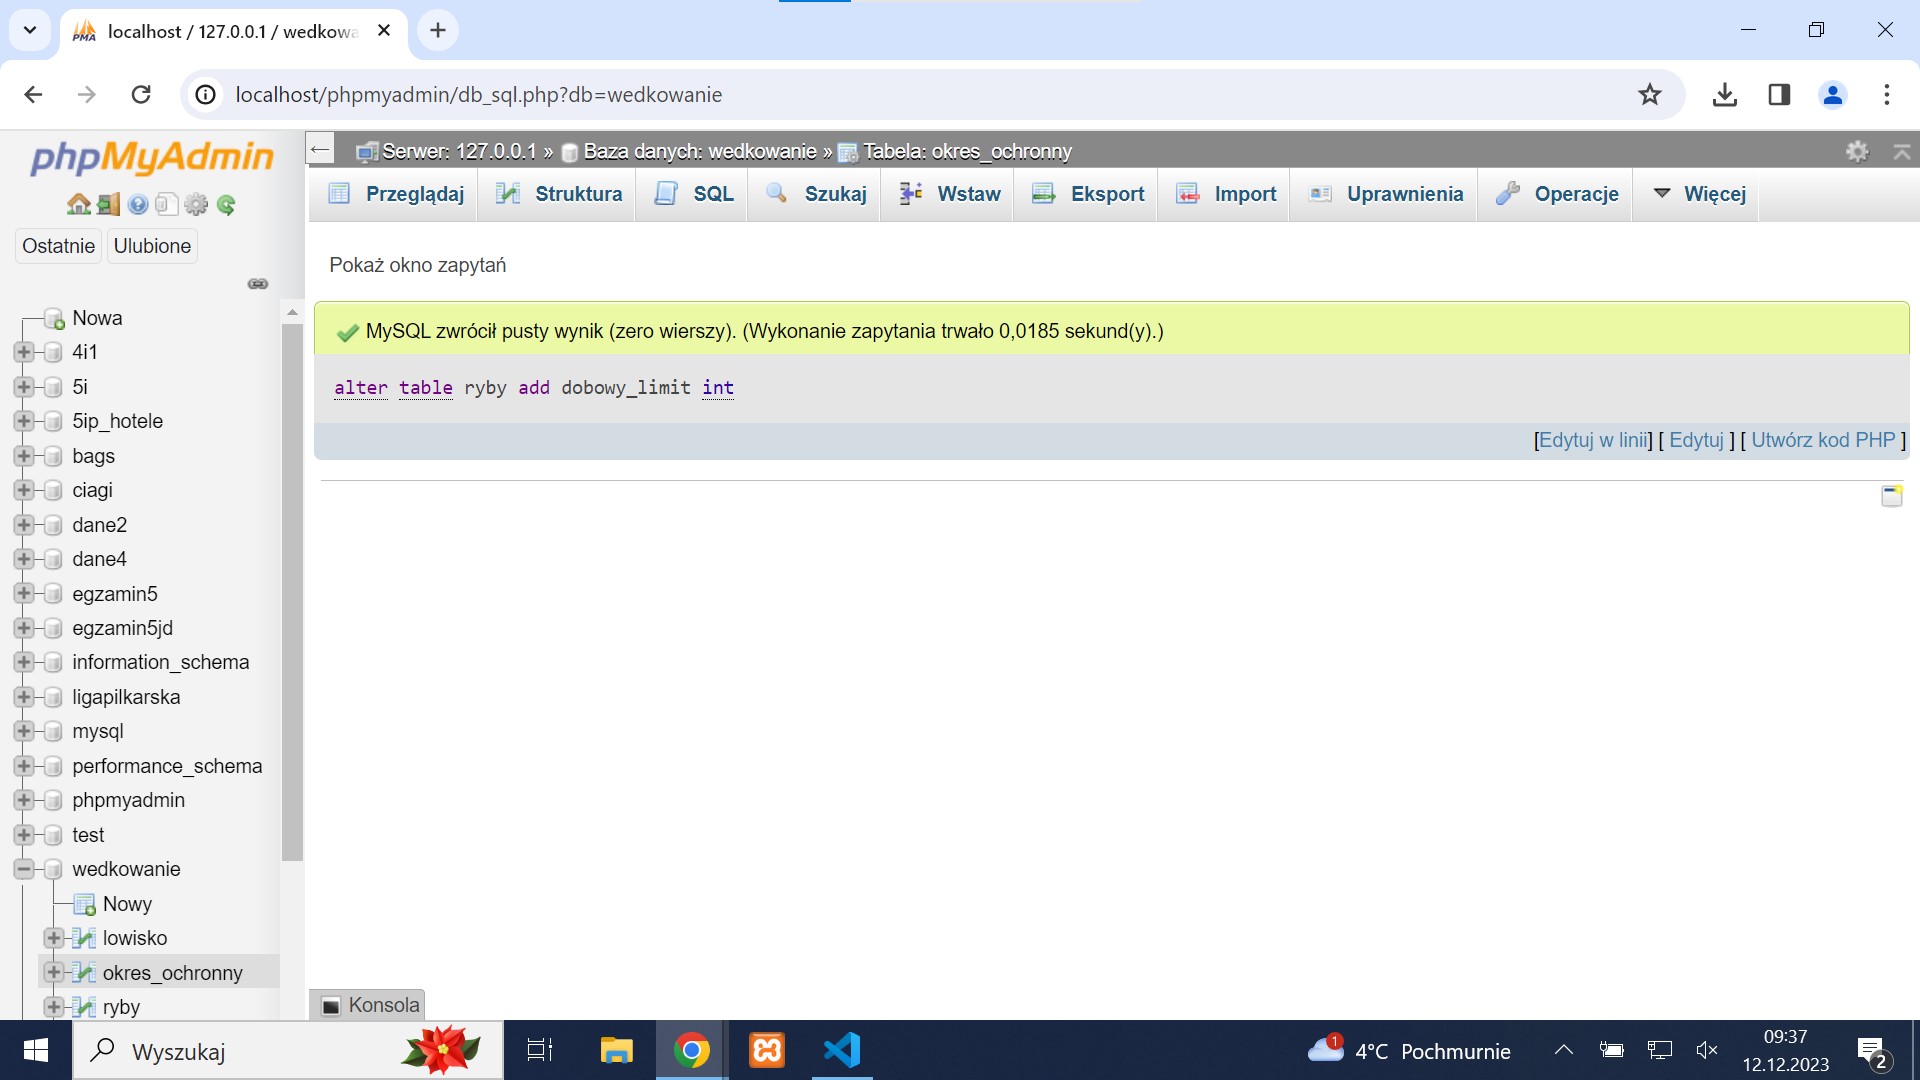 localhost / 127.0.0.1 / wedkowa
localhost/phpmyadmin/db_sql.php?db=wedkowanie
phpMyAdmin
Ostatnie Ulubione
Nowa
4i1
5i
5ip_hotele
bags
ciagi
dane2
dane4
egzamin5
egzamin5jd
information_schema
ligapilkarska
mysql
performance_schema
phpmyadmin
test
wedkowanie
Nowy
lowisko
okres_ochronny
ryby
Serwer: 127.0.0.1 » Baza danych: wedkowanie » Tabela: okres_ochronny
Przeglądaj Struktura SQL Szukaj Wstaw Eksport Import Uprawnienia Operacje Więcej
Pokaż okno zapytań
MySQL zwrócił pusty wynik (zero wierszy). (Wykonanie zapytania trwało 0,0185 sekund(y).)
alter table ryby add dobowy_limit int
[Edytuj w linii] [ Edytuj ] [ Utwórz kod PHP ]
Konsola
Wyszukaj
1
4°C Pochmurnie
09:37
12.12.2023
2